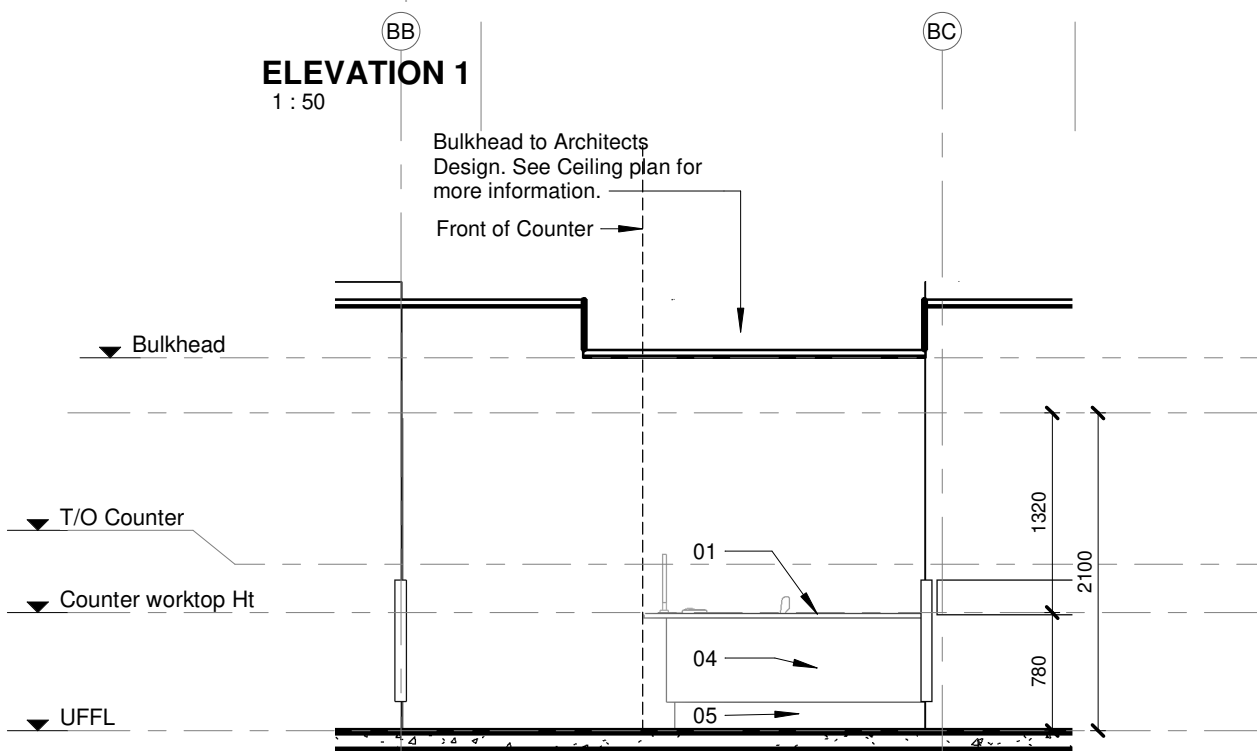 BB
BC
ELEVATION 1
1 : 50
Bulkhead to Architects
Design. See Ceiling plan for
more information.
Front of Counter
Bulkhead
T/O Counter
01
1320
2100
Counter worktop Ht
04
780
05
UFFL